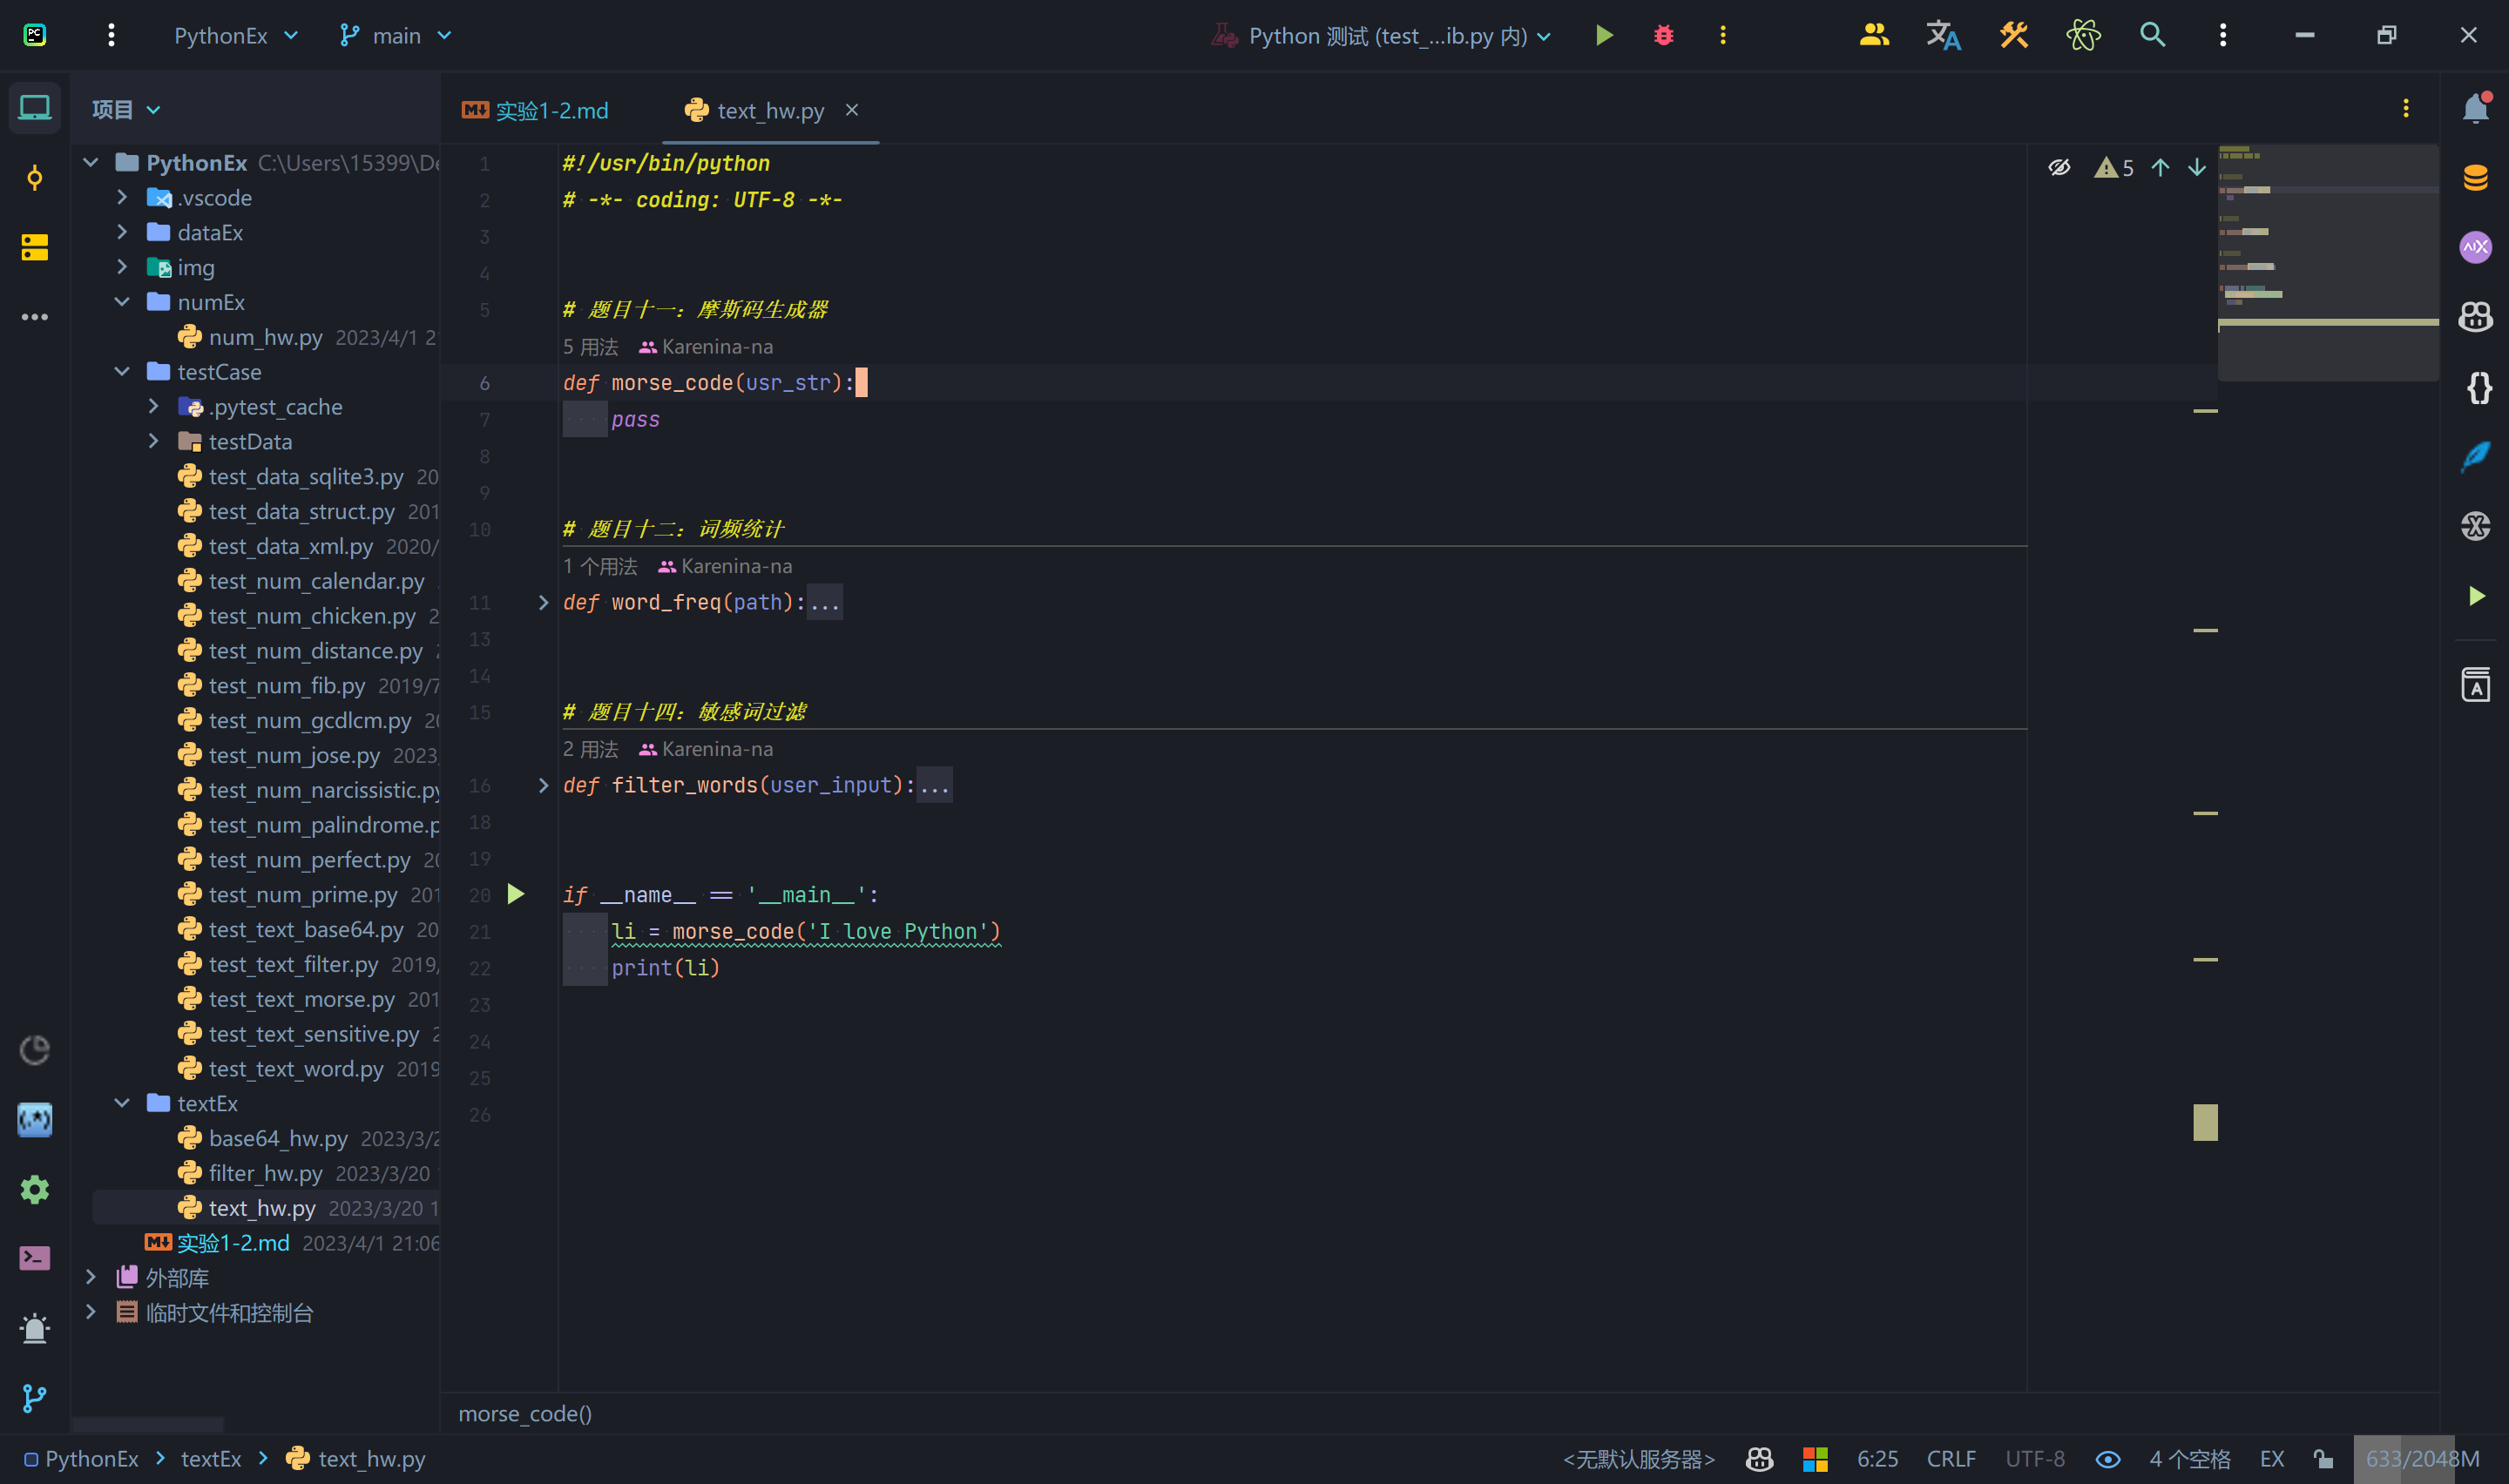 PythonEx
main
Python 测试 (test_...ib.py 内)
项目
实验1-2.md
text_hw.py
PythonEx C:\Users\15399\De
.vscode
dataEx
img
numEx
num_hw.py 2023/4/1 2
testCase
.pytest_cache
testData
test_data_sqlite3.py 20
test_data_struct.py 201
test_data_xml.py 2020/
test_num_calendar.py
test_num_chicken.py 2
test_num_distance.py
test_num_fib.py 2019/7
test_num_gcdlcm.py 20
test_num_jose.py 2023
test_num_narcissistic.py
test_num_palindrome.p
test_num_perfect.py 20
test_num_prime.py 201
test_text_base64.py 20
test_text_filter.py 2019/
test_text_morse.py 201
test_text_sensitive.py 2
test_text_word.py 2019
textEx
base64_hw.py 2023/3/2
filter_hw.py 2023/3/20
text_hw.py 2023/3/20 1
实验1-2.md 2023/4/1 21:06
外部库
临时文件和控制台
5
1 #!/usr/bin/python
2 # -*- coding: UTF-8 -*-
3
4
5 # 题目十一：摩斯码生成器
5 用法 Karenina-na
6 def morse_code(usr_str):
7 pass
8
9
10 # 题目十二：词频统计
1 个用法 Karenina-na
11 def word_freq(path):...
13
14
15 # 题目十四：敏感词过滤
2 用法 Karenina-na
16 def filter_words(user_input):...
18
19
20 if __name__ == '__main__':
21 li = morse_code('I love Python')
22 print(li)
23
24
25
26
morse_code()
PythonEx > textEx > text_hw.py
<无默认服务器> 6:25 CRLF UTF-8 4 个空格 EX 633/2048M